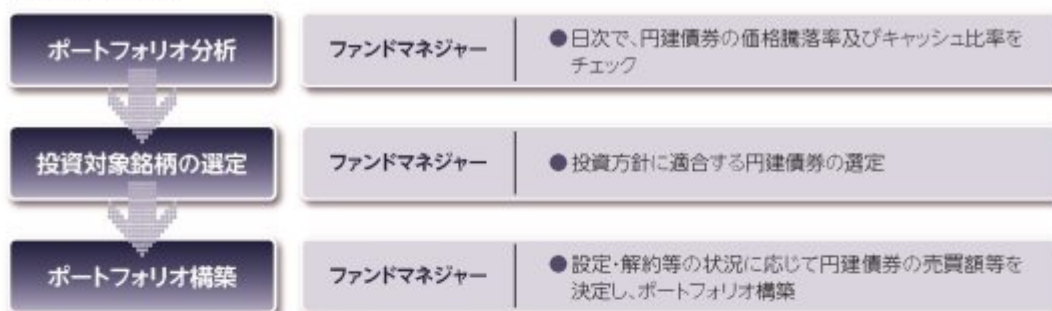 ポートフォリオ分析
ファンドマネジャー
●日次で、円建債券の価格騰落率及びキャッシュ比率を
チェック
投資対象銘柄の選定
ファンドマネジャー
●投資方針に適合する円建債券の選定
ポートフォリオ構築
ファンドマネジャー
●設定・解約等の状況に応じて円建債券の売買額等を
決定し、ポートフォリオ構築